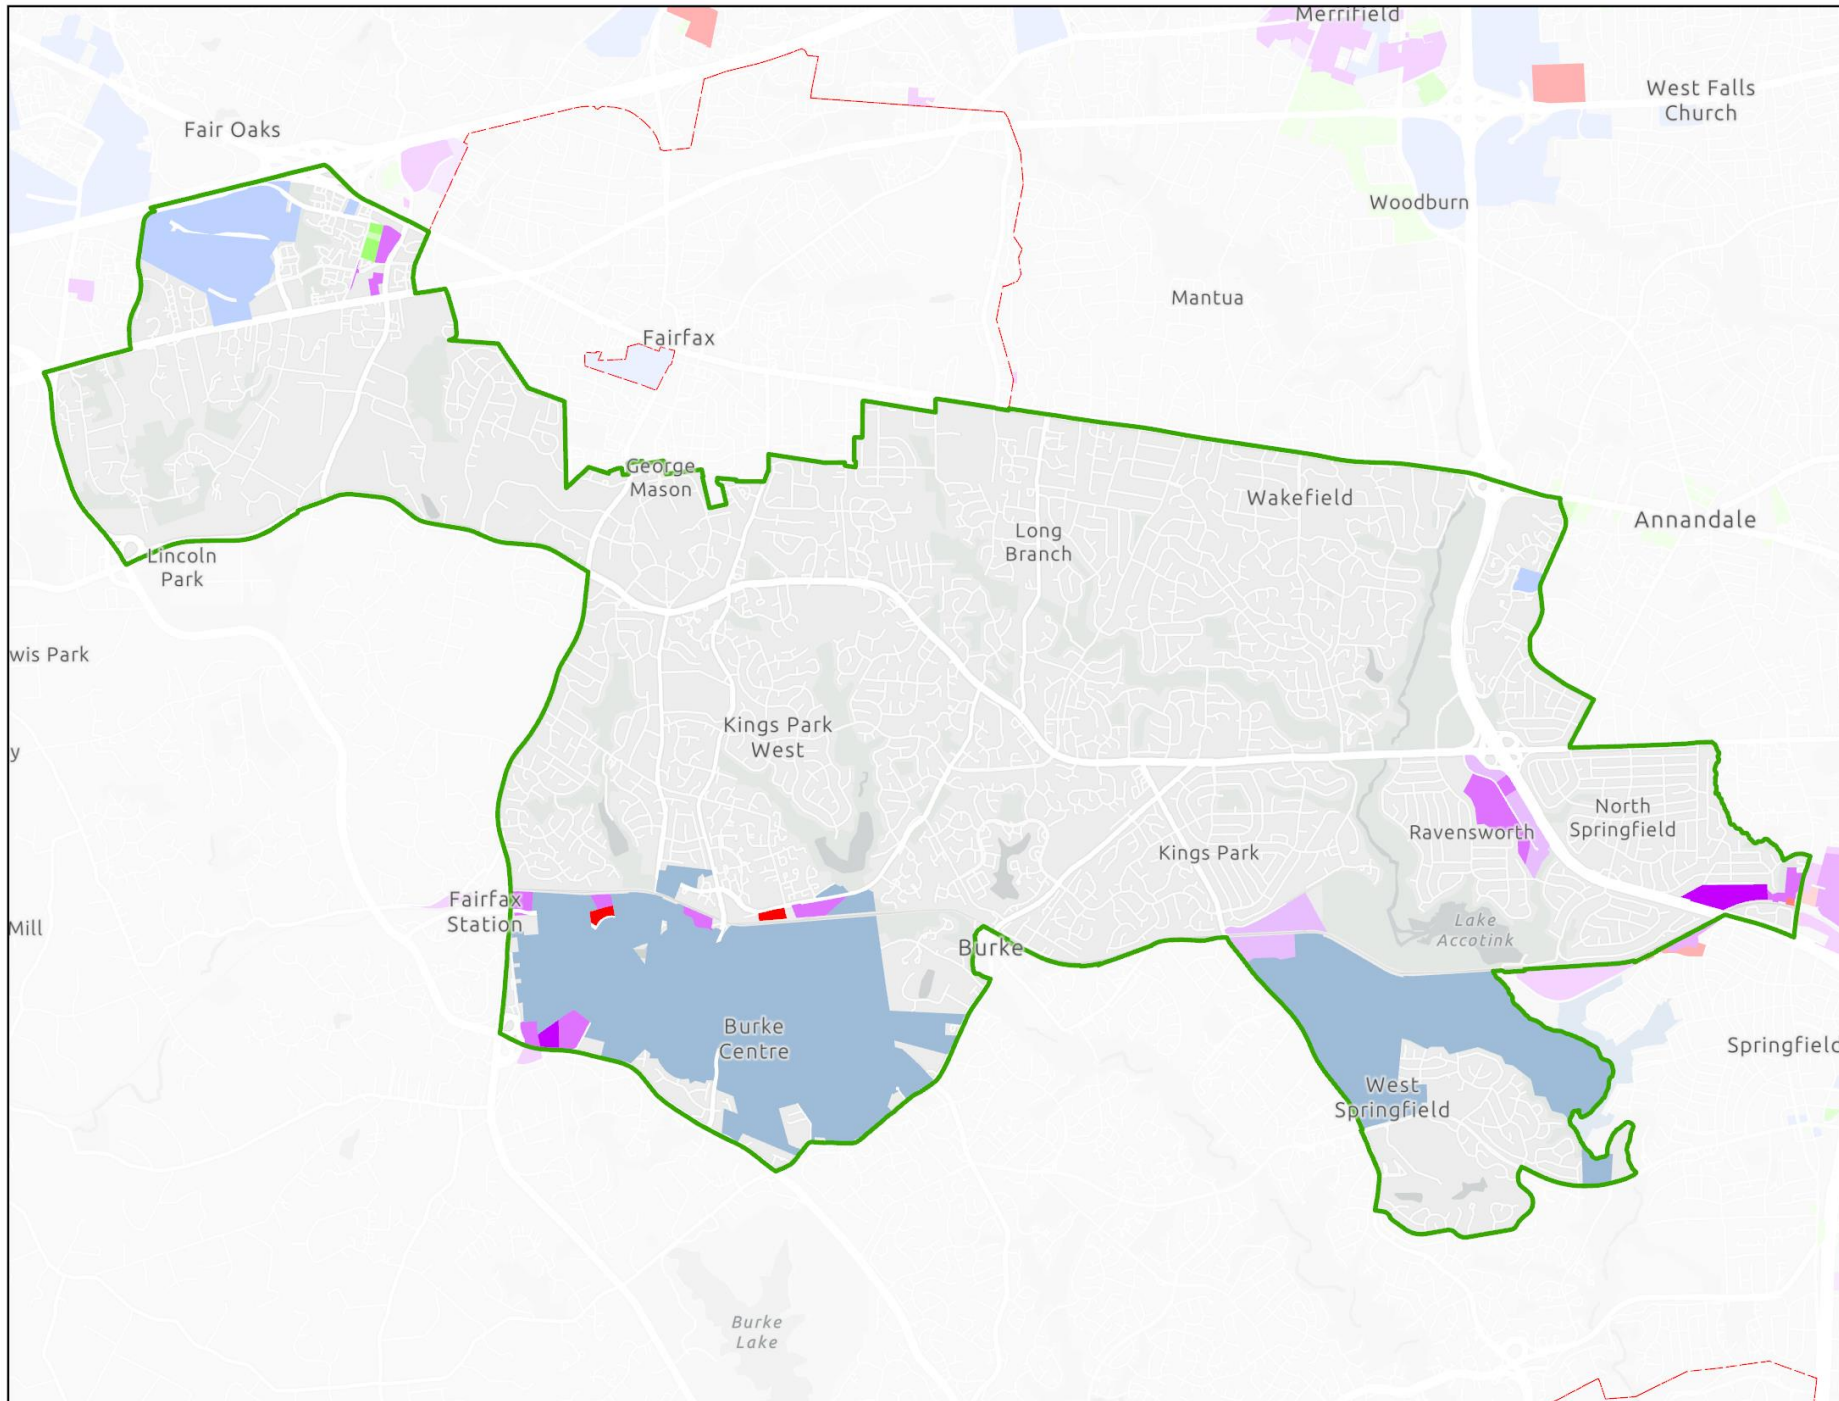 Merrifield
West Falls
Church
Fair Oaks
Woodburn
Mantua
Fairfax
George
Mason
Wakefield
Long
Branch
Annandale
Lincoln
Park
wis Park
Kings Park
West
y
North
Springfield
Ravensworth
Kings Park
Fairfax
Station
Mill
Lake
Accotink
Burke
Burke
Centre
Springfield
West
Springfield
Burke
Lake